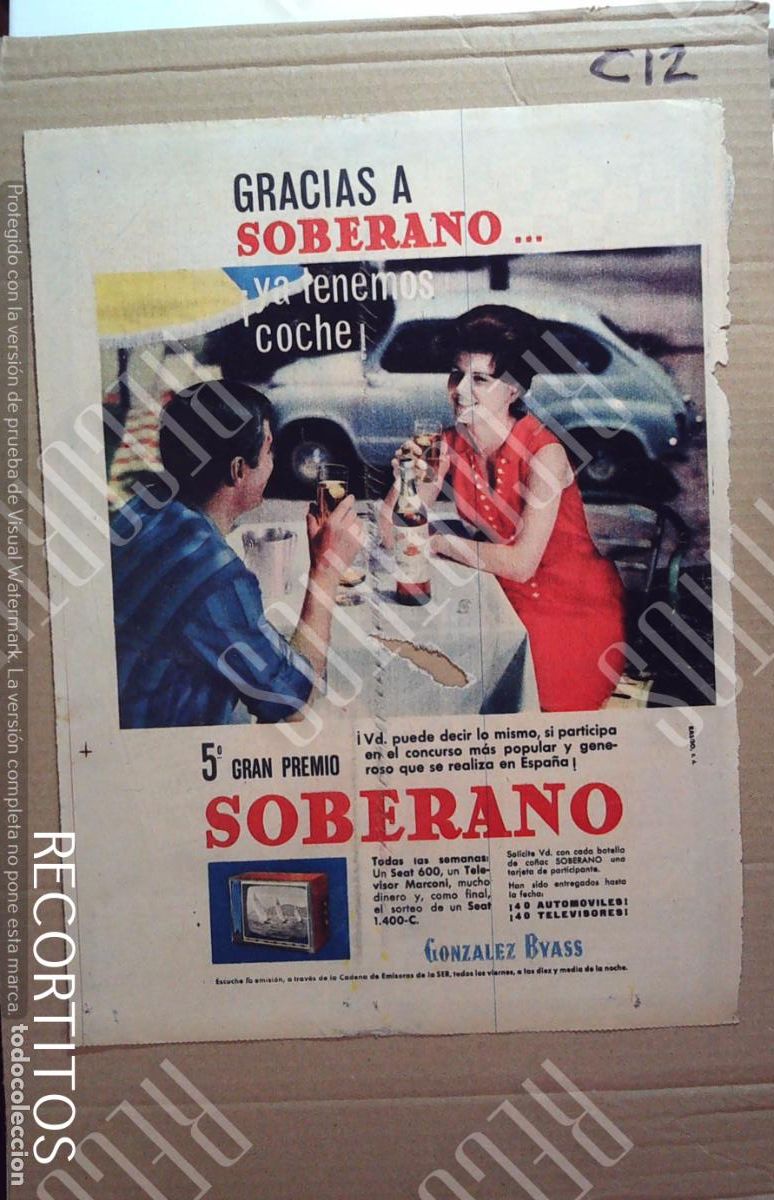 C12
GRACIAS A
SOBERANO ...
¡ya tenemos
coche¡
5º GRAN PREMIO
¡Vd. puede decir lo mismo, si participa
en el concurso más popular y gene-
roso que se realiza en España¡
SOBERANO
Todas las semanas:
Un Seat 600, un Tele-
visor Marconi, mucho
dinero y, como final,
el sorteo de un Seat
1.400-C.
Solicite Vd. con cada botella
de coñac SOBERANO una
tarjeta de participante.
Han sido entregados hasta
la fecha:
¡40 AUTOMOVILES!
¡40 TELEVISORES!
GONZALEZ BYASS
Escuche la emisión, a través de la Cadena de Emisoras de la SER, todos los viernes, a las diez y media de la noche.
Protegido con la versión de prueba de Visual Watermark. La versión completa no pone esta marca.
todocoleccion
RECORTITOS
RECORTITOS